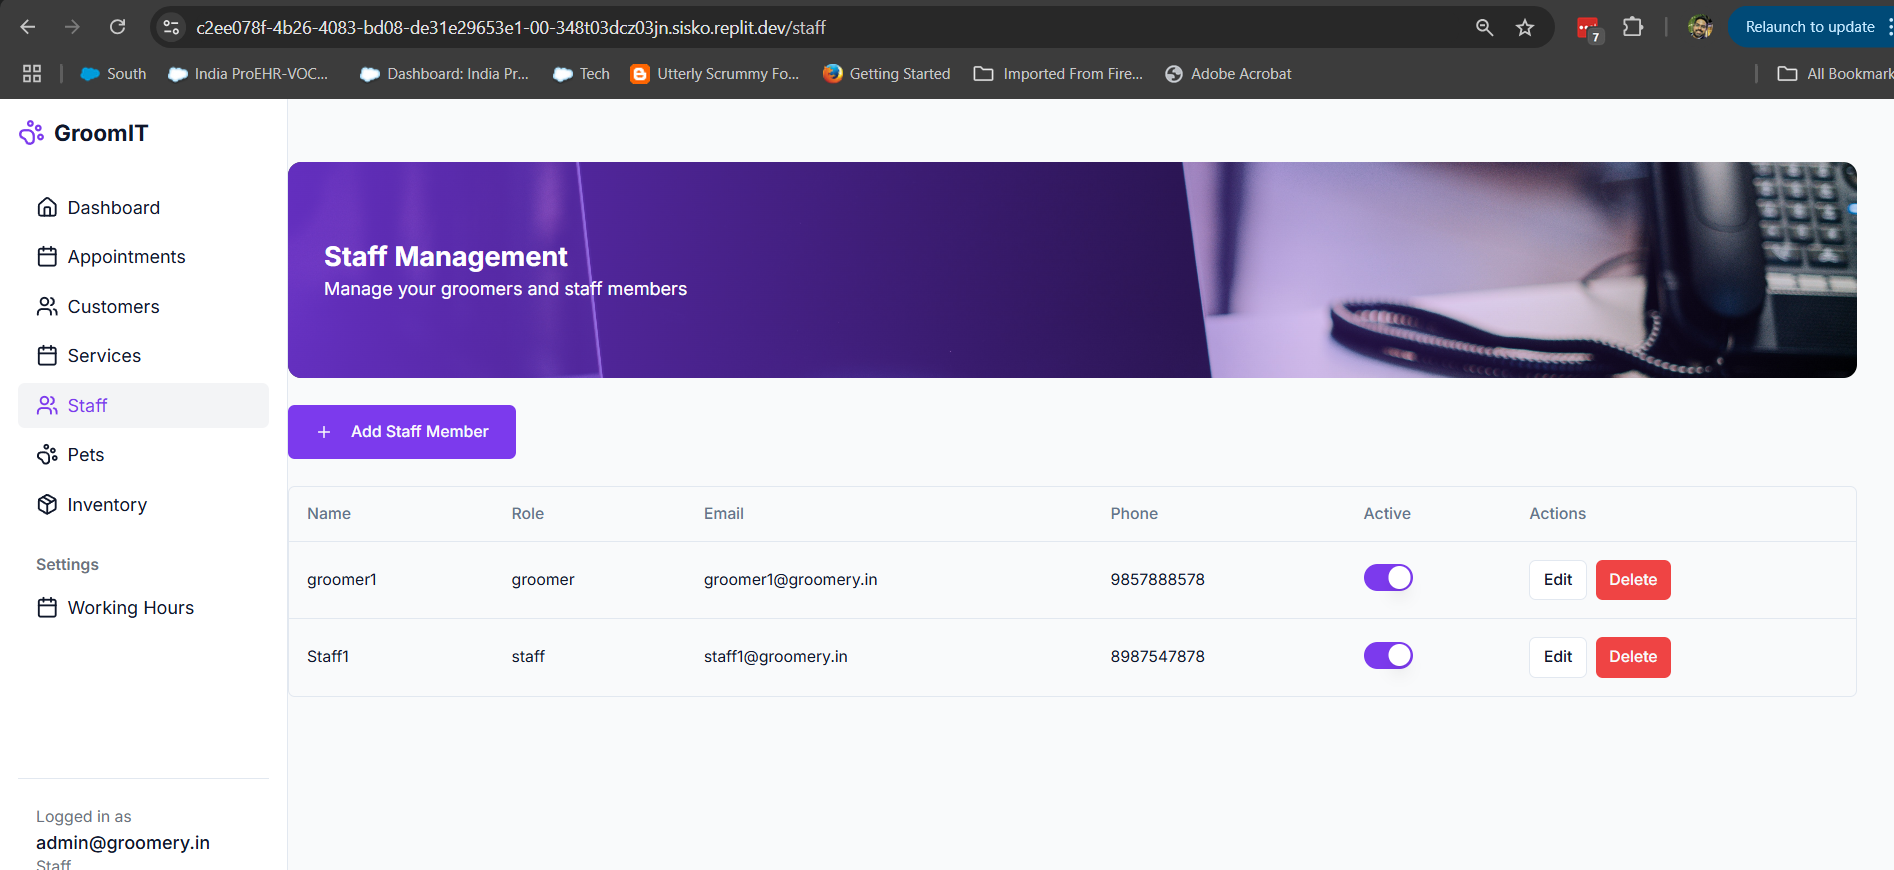 c2ee078f-4b26-4083-bd08-de31e29653e1-00-348t03dcz03jn.sisko.replit.dev/staff
7
Relaunch to update
South
India ProEHR-VOC...
Dashboard: India Pr...
Tech
Utterly Scrummy Fo...
Getting Started
Imported From Fire...
Adobe Acrobat
All Bookmark
GroomIT
Dashboard
Appointments
Customers
Services
Staff
Pets
Inventory
Settings
Working Hours
Logged in as
admin@groomery.in
Staff
Staff Management
Manage your groomers and staff members
+ Add Staff Member
Name Role Email Phone Active Actions
groomer1 groomer groomer1@groomery.in 9857888578 Edit Delete
Staff1 staff staff1@groomery.in 8987547878 Edit Delete